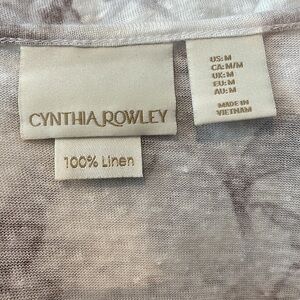 CYNTHIA ROWLEY
100% Linen
US:M
CA:M/M
UK:M
EU:M
AU:M
MADE IN
VIETNAM